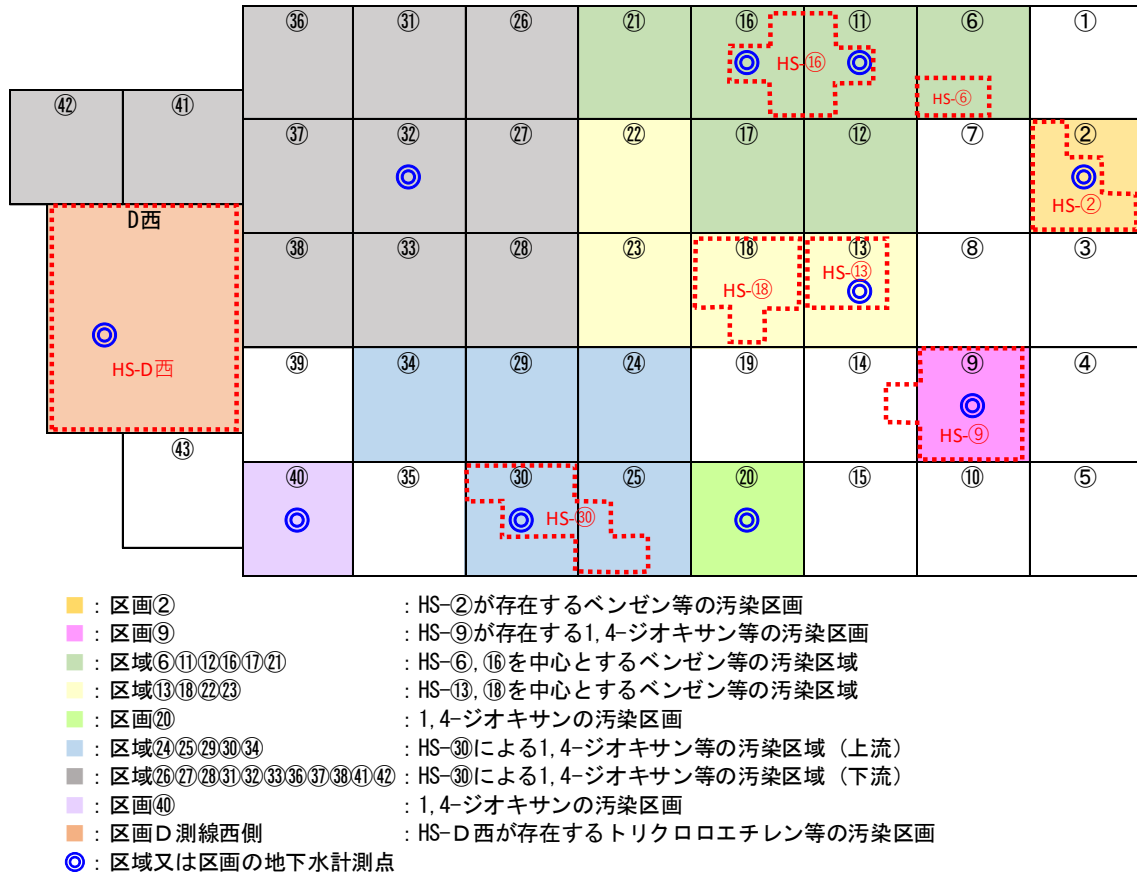 ㊱ ㉛ ㉖ ㉑ ⑯ ⑪ ⑥ ①
HS-⑯
HS-⑥
㊷ ㊶
㊲ ㉜ ㉗ ㉒ ⑰ ⑫ ⑦ ②
HS-②
D西
㊳ ㉝ ㉘ ㉓ ⑱ ⑬ ⑧ ③
HS-⑬
HS-⑱
HS-D西
㊴ ㉞ ㉙ ㉔ ⑲ ⑭ ⑨ ④
HS-⑨
㊸
㊵ ㉟ ㉚ ㉕ ⑳ ⑮ ⑩ ⑤
HS-㉚
：区画② ：HS-②が存在するベンゼン等の汚染区画
：区画⑨ ：HS-⑨が存在する1,4-ジオキサン等の汚染区画
：区域⑥⑪⑫⑯⑰㉑ ：HS-⑥,⑯を中心とするベンゼン等の汚染区域
：区域⑬⑱㉒㉓ ：HS-⑬,⑱を中心とするベンゼン等の汚染区域
：区画⑳ ：1,4-ジオキサンの汚染区画
：区域㉔㉕㉙㉚㉞ ：HS-㉚による1,4-ジオキサン等の汚染区域（上流）
：区域㉖㉗㉘㉛㉜㉝㊱㊲㊳㊶㊷：HS-㉚による1,4-ジオキサン等の汚染区域（下流）
：区画㊵ ：1,4-ジオキサンの汚染区画
：区画Ｄ測線西側 ：HS-Ｄ西が存在するトリクロロエチレン等の汚染区画
：区域又は区画の地下水計測点